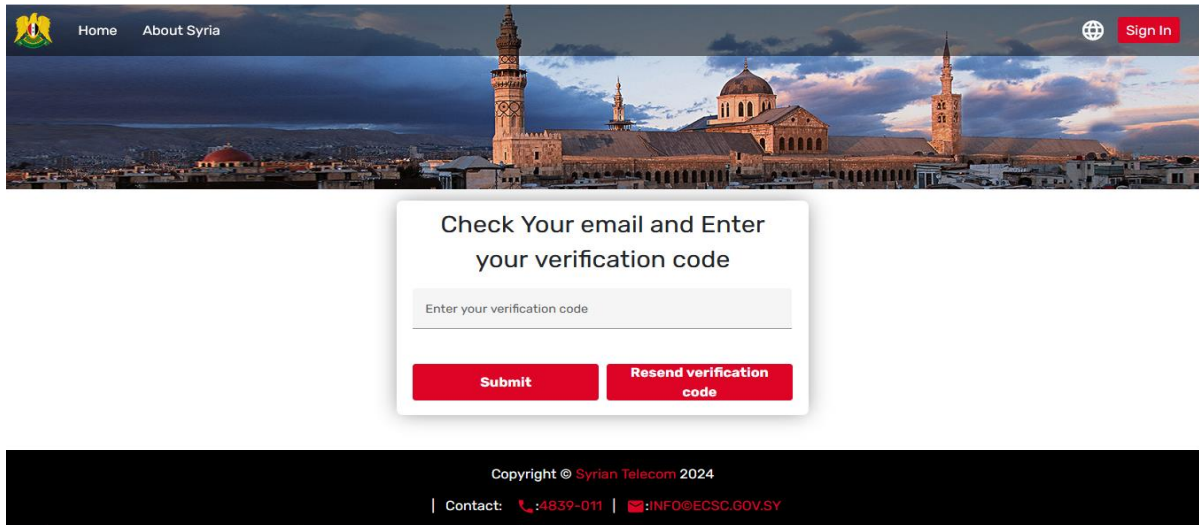 Home About Syria Sign In
Check Your email and Enter
your verification code
Enter your verification code
Submit
Resend verification
code
Copyright © Syrian Telecom 2024
| Contact: :4839-011 | :INFO©ECSC.GOV.SY